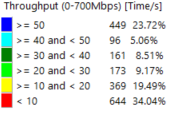 Throughput (0-700Mbps) [Time/s]
>= 50 449 23.72%
>= 40 and < 50 96 5.06%
>= 30 and < 40 161 8.51%
>= 20 and < 30 173 9.17%
>= 10 and < 20 369 19.49%
< 10 644 34.04%